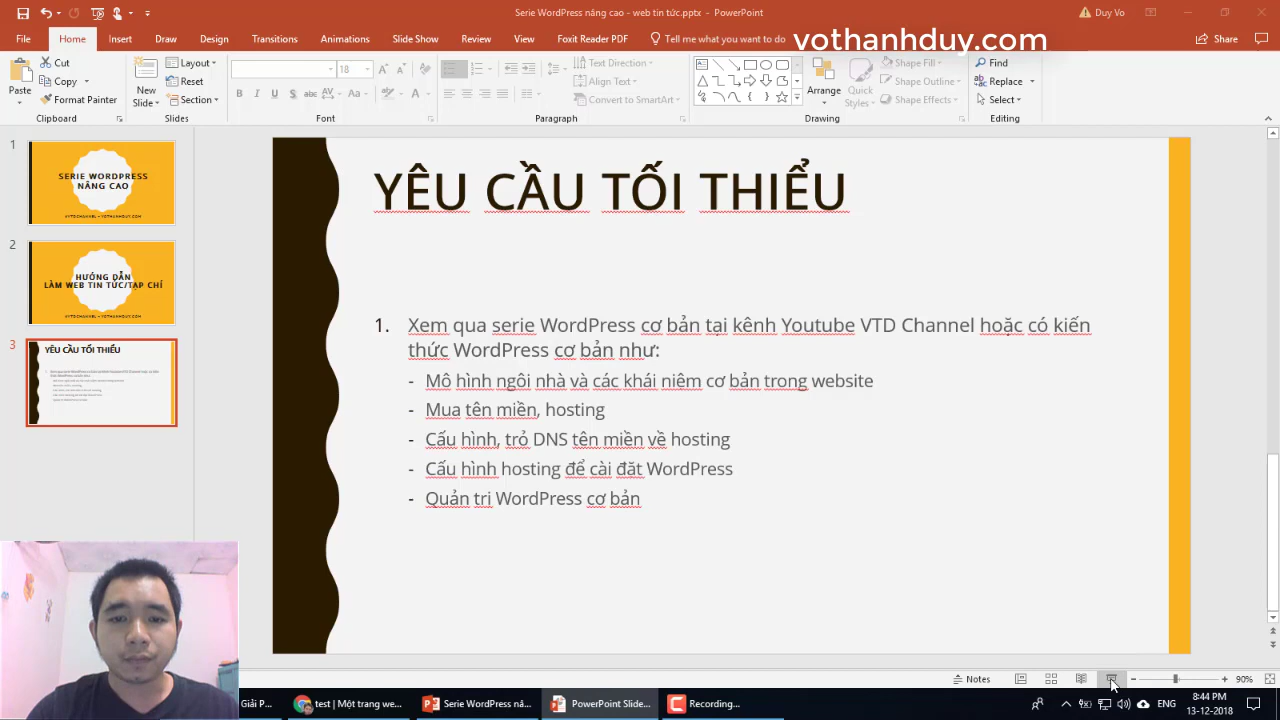 Serie WordPress nâng cao - web tin tức.pptx - PowerPoint
Duy Vo
File Home Insert Draw Design Transitions Animations Slide Show Review View Foxit Reader PDF Tell me what you want to do
vothanhduy.com
Share
Paste
Cut
Copy
Format Painter
Clipboard
New
Slide
Layout
Reset
Section
Slides
18
Font
Text Direction
Align Text
Convert to SmartArt
Paragraph
Arrange
Quick
Styles
Shape Fill
Shape Outline
Shape Effects
Drawing
Find
Replace
Select
Editing
1
SERIE WORDPRESS
NÂNG CAO
2
HƯỚNG DẪN
LÀM WEB TIN TỨC/TẠP CHÍ
3
YÊU CẦU TỐI THIỂU
YÊU CẦU TỐI THIỂU
1. Xem qua serie WordPress cơ bản tại kênh Youtube VTD Channel hoặc có kiến
thức WordPress cơ bản như:
- Mô hình ngôi nhà và các khái niệm cơ bản trong website
- Mua tên miền, hosting
- Cấu hình, trỏ DNS tên miền về hosting
- Cấu hình hosting để cài đặt WordPress
- Quản trị WordPress cơ bản
Notes
90%
Giải P...
test | Một trang we...
Serie WordPress nâ...
PowerPoint Slide...
Recording...
ENG
8:44 PM
13-12-2018